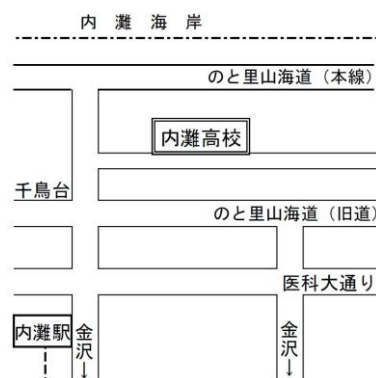 内灘海岸
のと里山海道（本線）
内灘高校
千鳥台
のと里山海道（旧道）
医科大通り
内灘駅
金沢↓
金沢↓